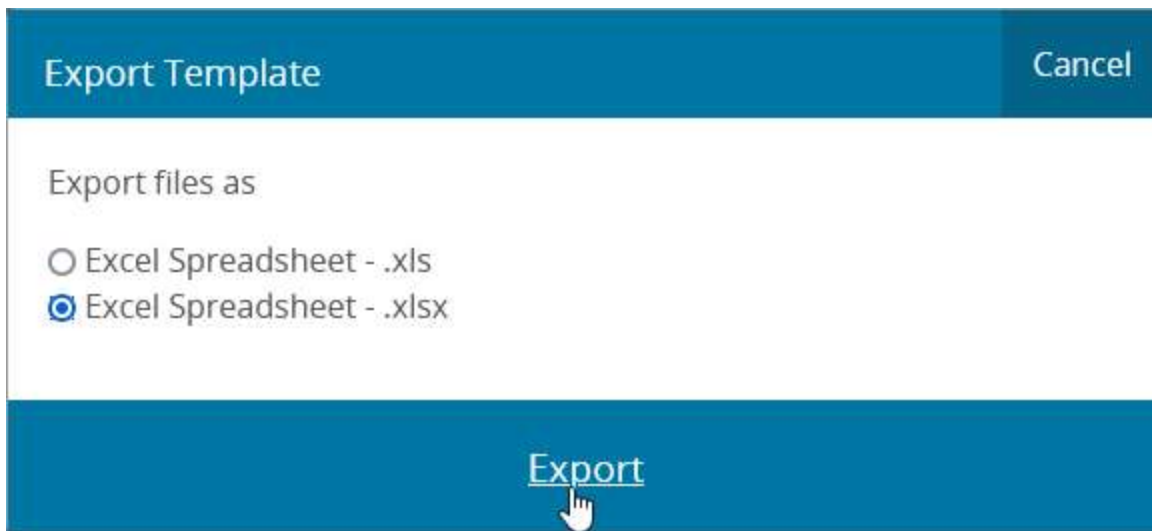 Export Template
Cancel
Export files as
Excel Spreadsheet - .xls
Excel Spreadsheet - .xlsx
Export